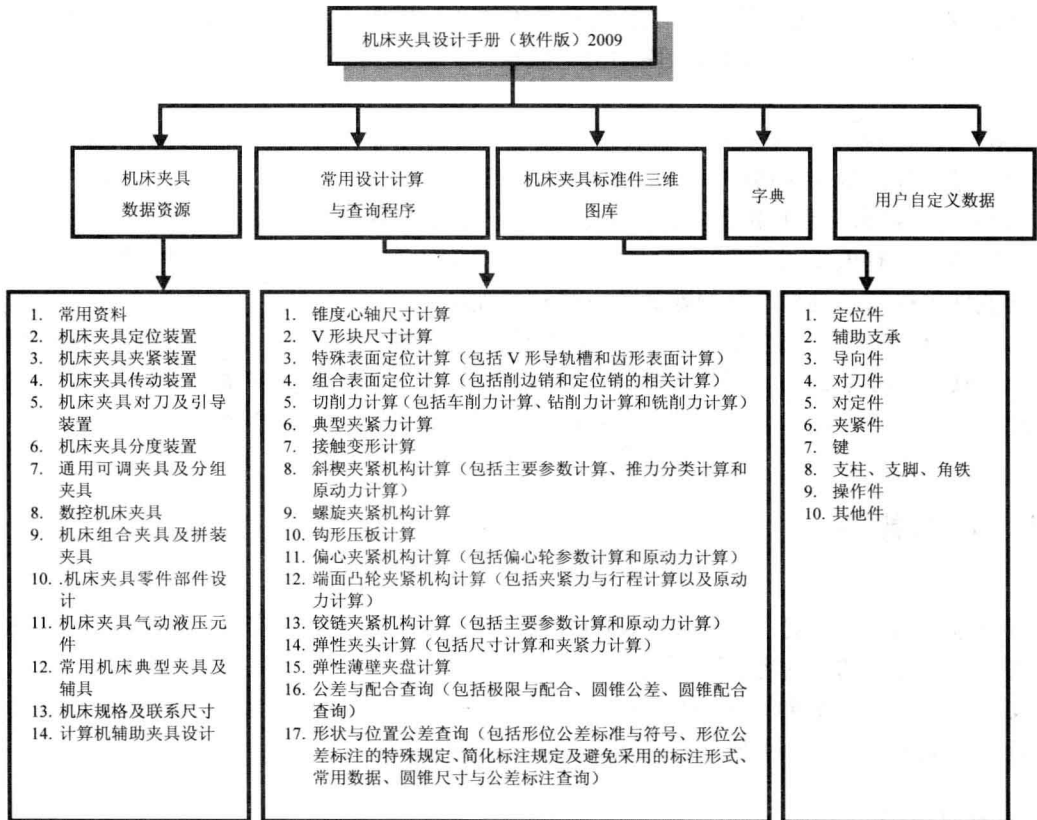 机床夹具设计手册（软件版）2009
机床夹具
数据资源
常用设计计算
与查询程序
机床夹具标准件三维
图库
字典
用户自定义数据
1. 常用资料
2. 机床夹具定位装置
3. 机床夹具夹紧装置
4. 机床夹具传动装置
5. 机床夹具对刀及引导
装置
6. 机床夹具分度装置
7. 通用可调夹具及分组
夹具
8. 数控机床夹具
9. 机床组合夹具及拼装
夹具
10. .机床夹具零件部件设
计
11. 机床夹具气动液压元
件
12. 常用机床典型夹具及
辅具
13. 机床规格及联系尺寸
14. 计算机辅助夹具设计
1. 锥度心轴尺寸计算
2. V 形块尺寸计算
3. 特殊表面定位计算（包括 V 形导轨槽和齿形表面计算）
4. 组合表面定位计算（包括削边销和定位销的相关计算）
5. 切削力计算（包括车削力计算、钻削力计算和铣削力计算）
6. 典型夹紧力计算
7. 接触变形计算
8. 斜楔夹紧机构计算（包括主要参数计算、推力分类计算和
原动力计算）
9. 螺旋夹紧机构计算
10. 钩形压板计算
11. 偏心夹紧机构计算（包括偏心轮参数计算和原动力计算）
12. 端面凸轮夹紧机构计算（包括夹紧力与行程计算以及原动
力计算）
13. 铰链夹紧机构计算（包括主要参数计算和原动力计算）
14. 弹性夹头计算（包括尺寸计算和夹紧力计算）
15. 弹性薄壁夹盘计算
16. 公差与配合查询（包括极限与配合、圆锥公差、圆锥配合
查询）
17. 形状与位置公差查询（包括形位公差标准与符号、形位公
差标注的特殊规定、简化标注规定及避免采用的标注形式、
常用数据、圆锥尺寸与公差标注查询）
1. 定位件
2. 辅助支承
3. 导向件
4. 对刀件
5. 对定件
6. 夹紧件
7. 键
8. 支柱、支脚、角铁
9. 操作件
10. 其他件